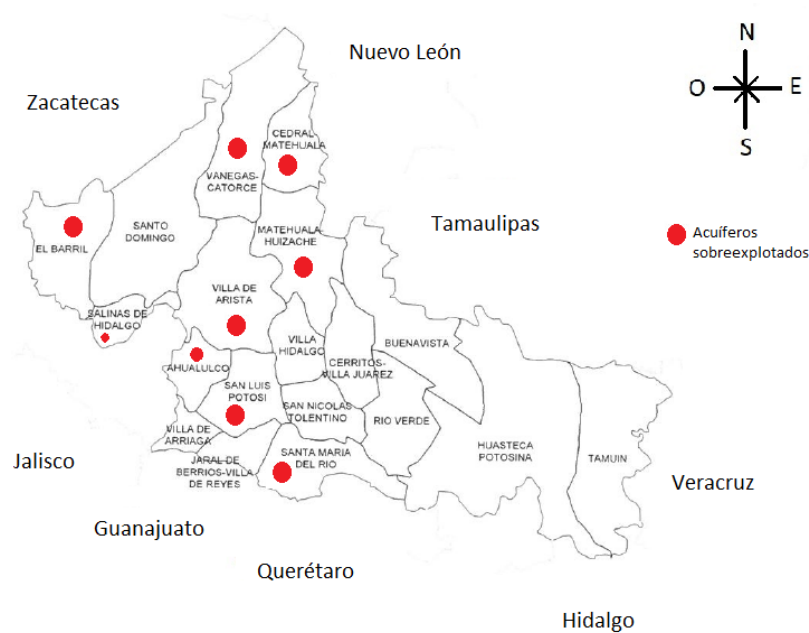 Nuevo León
N
Zacatecas
O
E
S
CEDRAL
MATEHUALA
VANEGAS-
CATORCE
Tamaulipas
SANTO
DOMINGO
EL BARRIL
MATEHUALA-
HUIZACHE
Acuíferos
sobreexplotados
VILLA DE
ARISTA
SALINAS DE
HIDALGO
VILLA
HIDALGO
BUENAVISTA
CERRITOS-
VILLA JUAREZ
AHUALULCO
SAN LUIS
POTOSI
SAN NICOLAS
TOLENTINO
RIO VERDE
VILLA DE
ARRIAGA
HUASTECA
POTOSINA
TAMUIN
SANTA MARIA
DEL RIO
JARAL DE
BERRIOS-VILLA
DE REYES
Jalisco
Veracruz
Guanajuato
Querétaro
Hidalgo